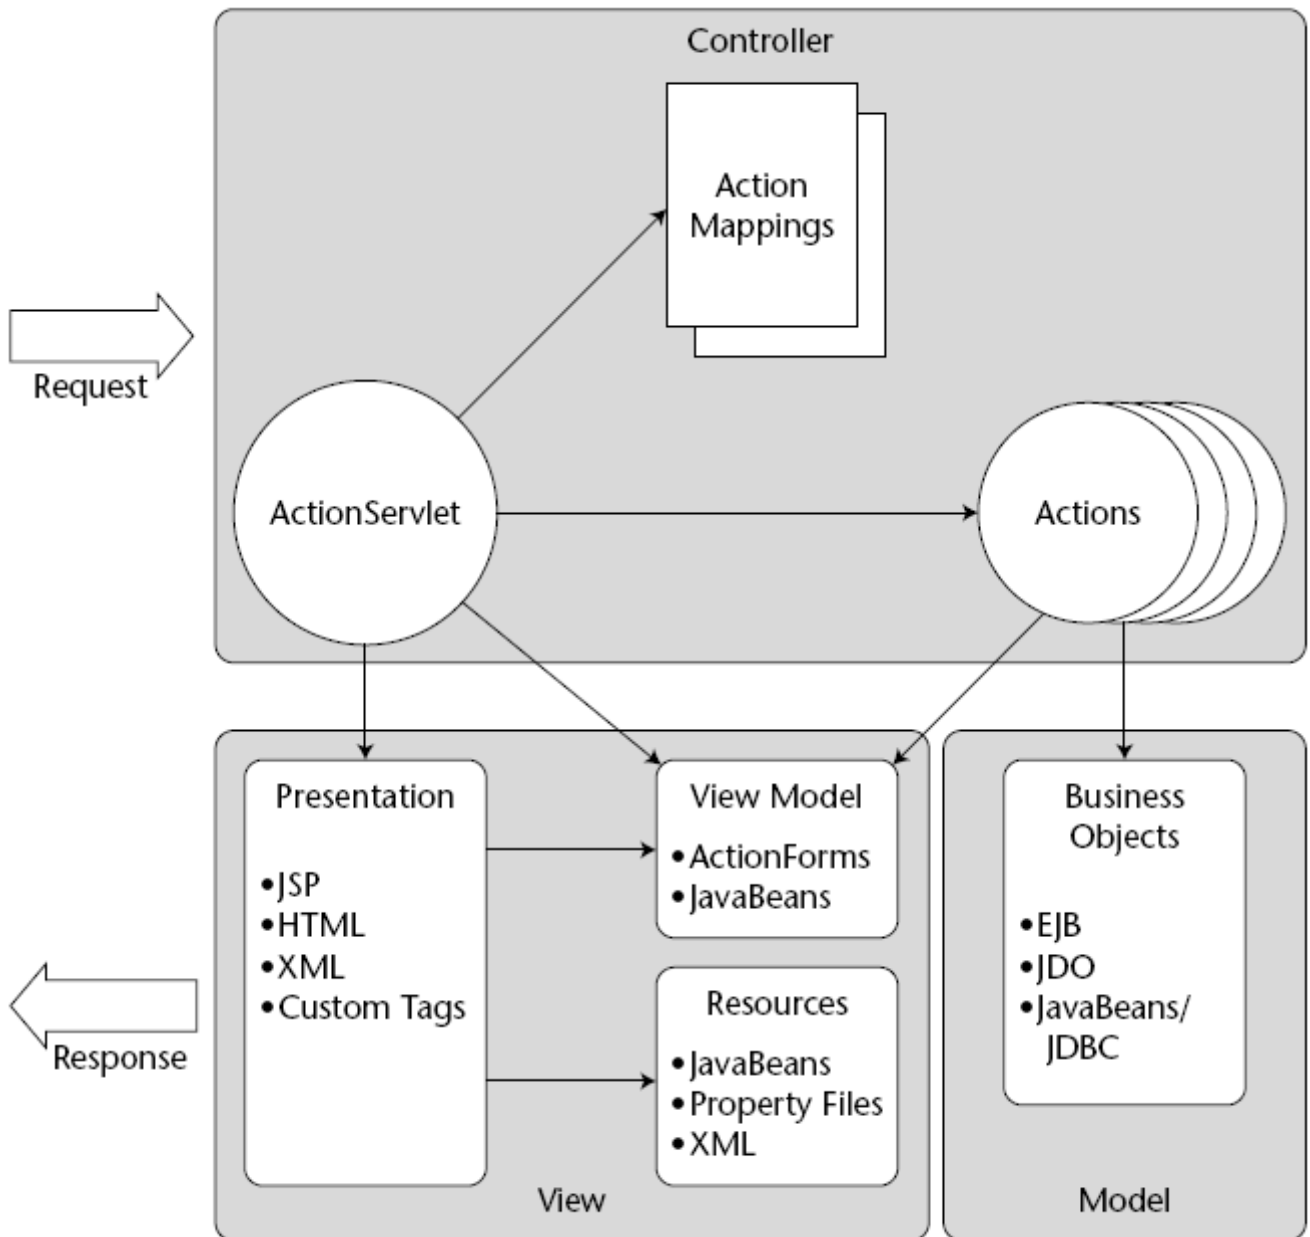 Controller
Action
Mappings
Request
ActionServlet
Actions
Presentation
•JSP
•HTML
•XML
•Custom Tags
View Model
•ActionForms
•JavaBeans
Resources
•JavaBeans
•Property Files
•XML
Business
Objects
•EJB
•JDO
•JavaBeans/
JDBC
Response
View
Model